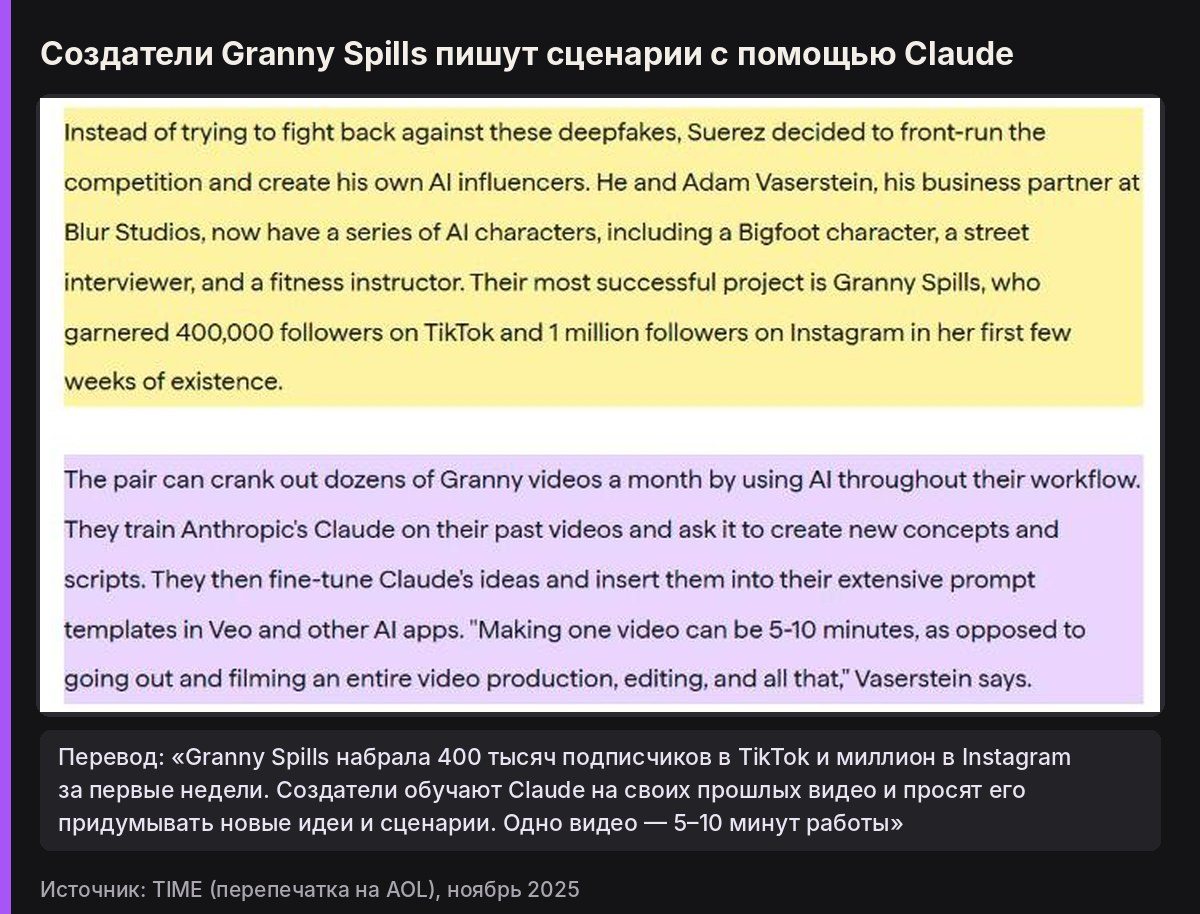 Создатели Granny Spills пишут сценарии с помощью Claude
Instead of trying to fight back against these deepfakes, Suerez decided to front-run the
competition and create his own AI influencers. He and Adam Vaserstein, his business partner at
Blur Studios, now have a series of AI characters, including a Bigfoot character, a street
interviewer, and a fitness instructor. Their most successful project is Granny Spills, who
garnered 400,000 followers on TikTok and 1 million followers on Instagram in her first few
weeks of existence.
The pair can crank out dozens of Granny videos a month by using AI throughout their workflow.
They train Anthropic's Claude on their past videos and ask it to create new concepts and
scripts. They then fine-tune Claude's ideas and insert them into their extensive prompt
templates in Veo and other AI apps. "Making one video can be 5-10 minutes, as opposed to
going out and filming an entire video production, editing, and all that," Vaserstein says.
Перевод: «Granny Spills набрала 400 тысяч подписчиков в TikTok и миллион в Instagram
за первые недели. Создатели обучают Claude на своих прошлых видео и просят его
придумывать новые идеи и сценарии. Одно видео — 5–10 минут работы»
Источник: TIME (перепечатка на AOL), ноябрь 2025